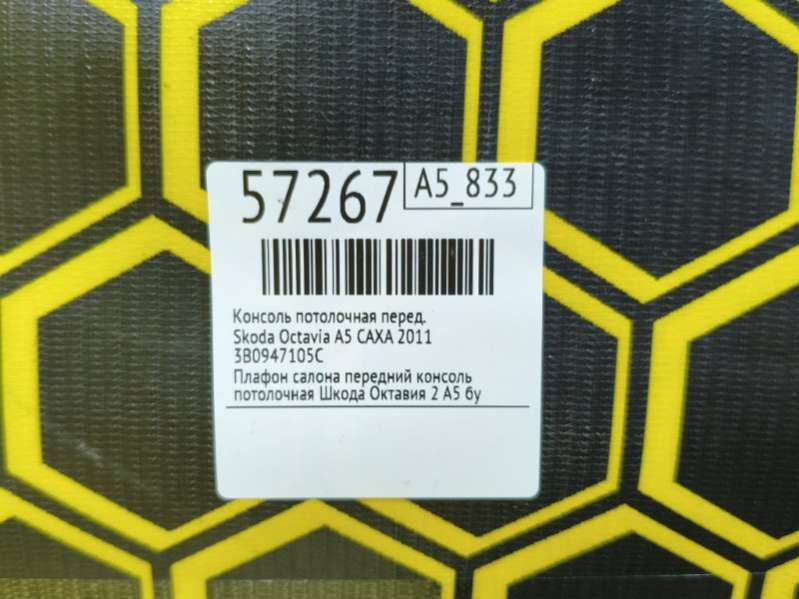 57267
A5_833
Консоль потолочная перед.
Skoda Octavia A5 CAXA 2011
3B0947105C
Плафон салона передний консоль
потолочная Шкода Октавия 2 А5 бу